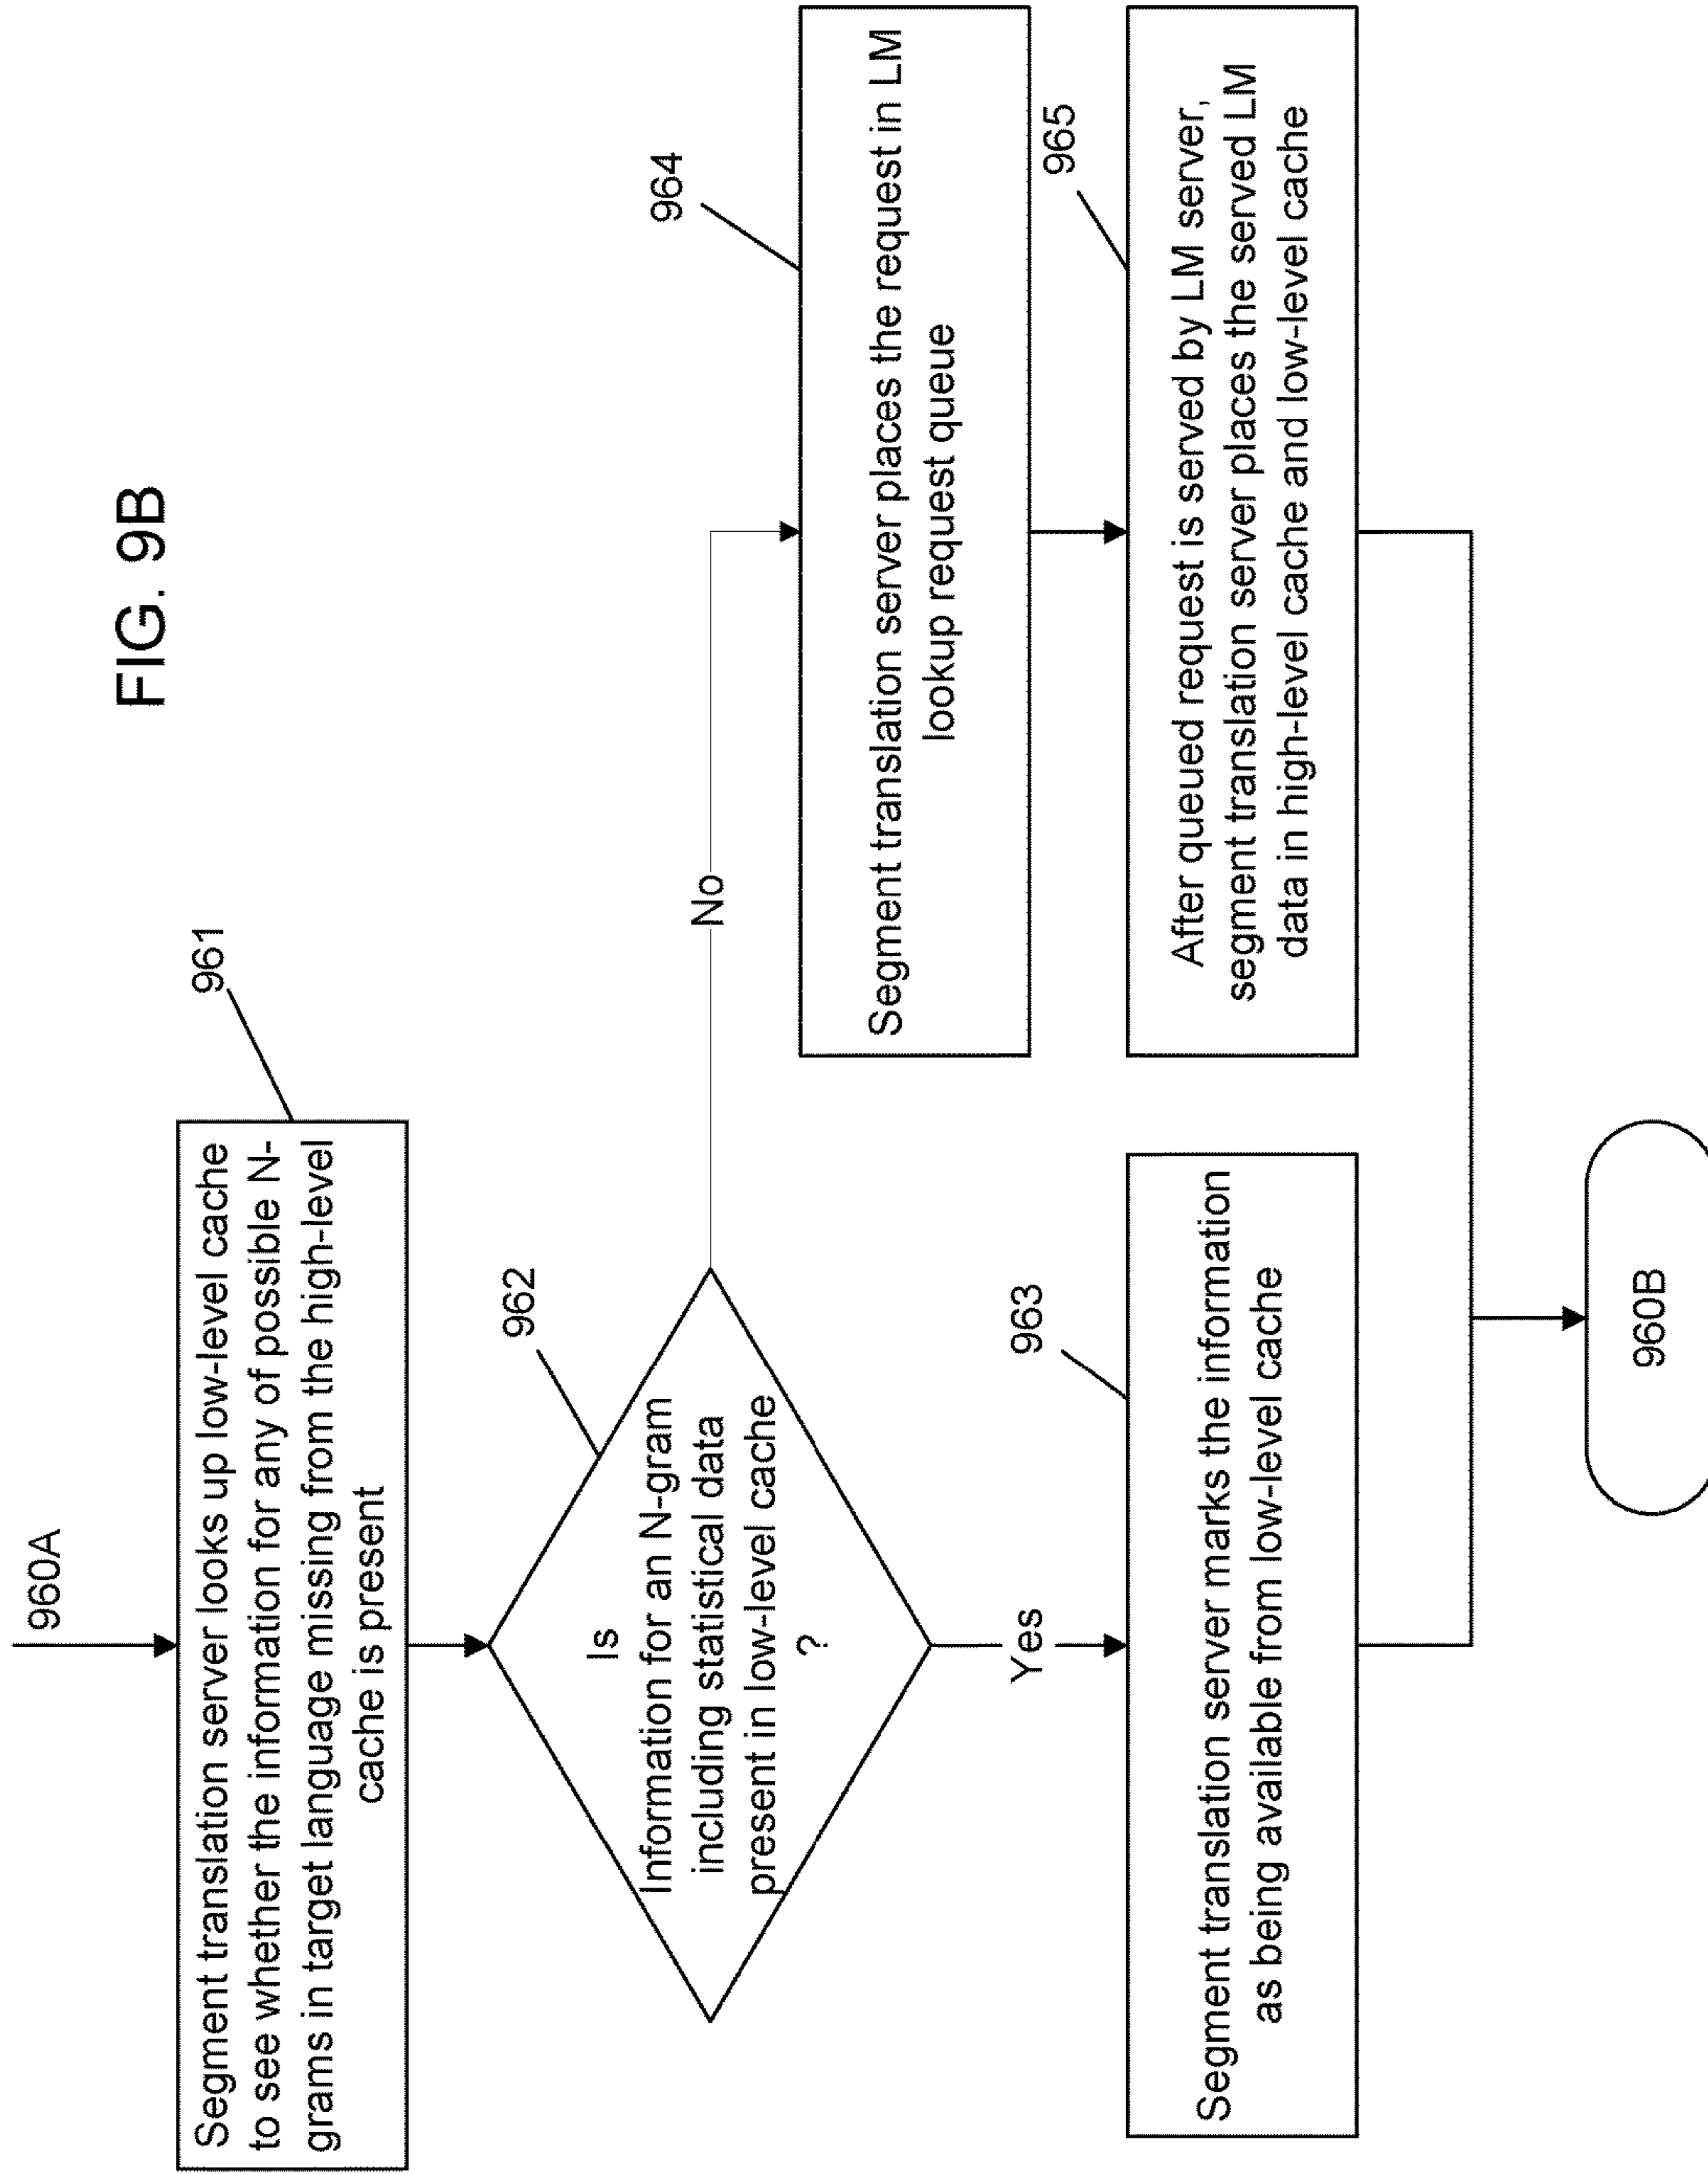 FIG. 9B
960A
961
Segment translation server looks up low-level cache
to see whether the information for any of possible N-
grams in target language missing from the high-level
cache is present
962
Is
Information for an N-gram
including statistical data
present in low-level cache
?
No
Yes
963
Segment translation server marks the information
as being available from low-level cache
964
Segment translation server places the request in LM
lookup request queue
965
After queued request is served by LM server,
segment translation server places the served LM
data in high-level cache and low-level cache
960B